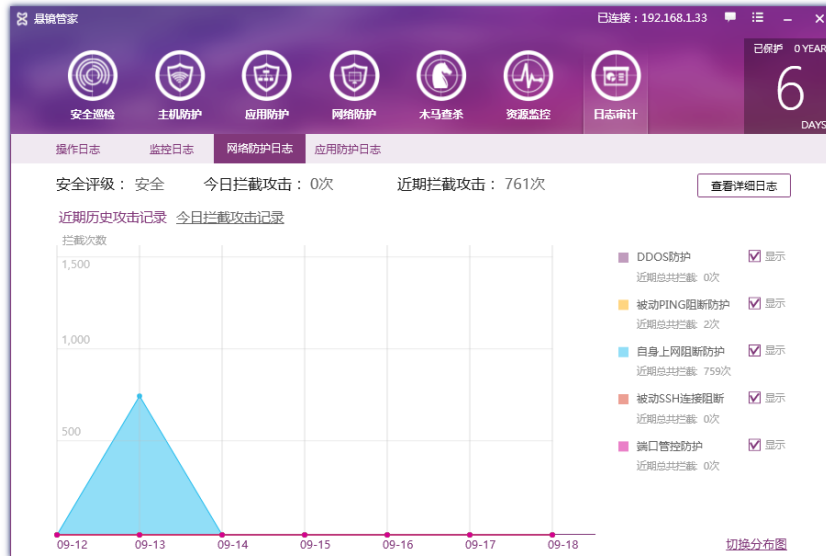 悬镜管家
已连接：192.168.1.33
已保护 0 YEAR
6
DAYS
安全巡检
主机防护
应用防护
网络防护
木马查杀
资源监控
日志审计
操作日志
监控日志
网络防护日志
应用防护日志
安全评级： 安全
今日拦截攻击： 0次
近期拦截攻击： 761次
查看详细日志
近期历史攻击记录 今日拦截攻击记录
拦截次数
1,500
1,000
500
09-12
09-13
09-14
09-15
09-16
09-17
09-18
DDOS防护
显示
近期总共拦截: 0次
被动PING阻断防护
显示
近期总共拦截: 2次
自身上网阻断防护
显示
近期总共拦截: 759次
被动SSH连接阻断
显示
近期总共拦截: 0次
端口管控防护
显示
近期总共拦截: 0次
切换分布图